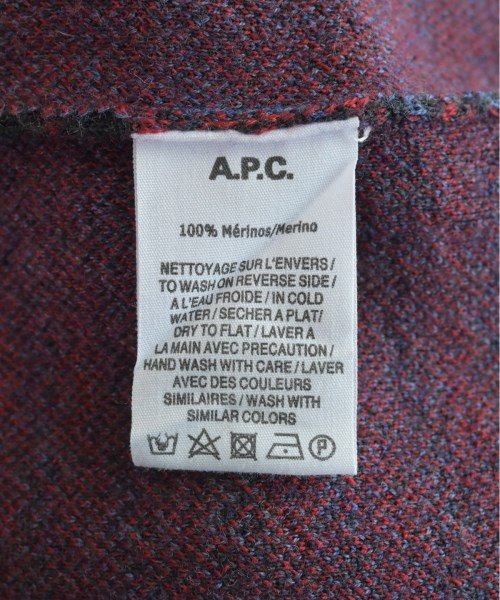 A.P.C.
100% Mérinos/Merino
NETTOYAGE SUR L'ENVERS/
TO WASH ON REVERSE SIDE/
A L'EAU FROIDE/IN COLD
WATER/SECHER A PLAT/
DRY TO FLAT/LAVER A
LA MAIN AVEC PRECAUTION/
HAND WASH WITH CARE/LAVER
AVEC DES COULEURS
SIMILAIRES/WASH WITH
SIMILAR COLORS
P